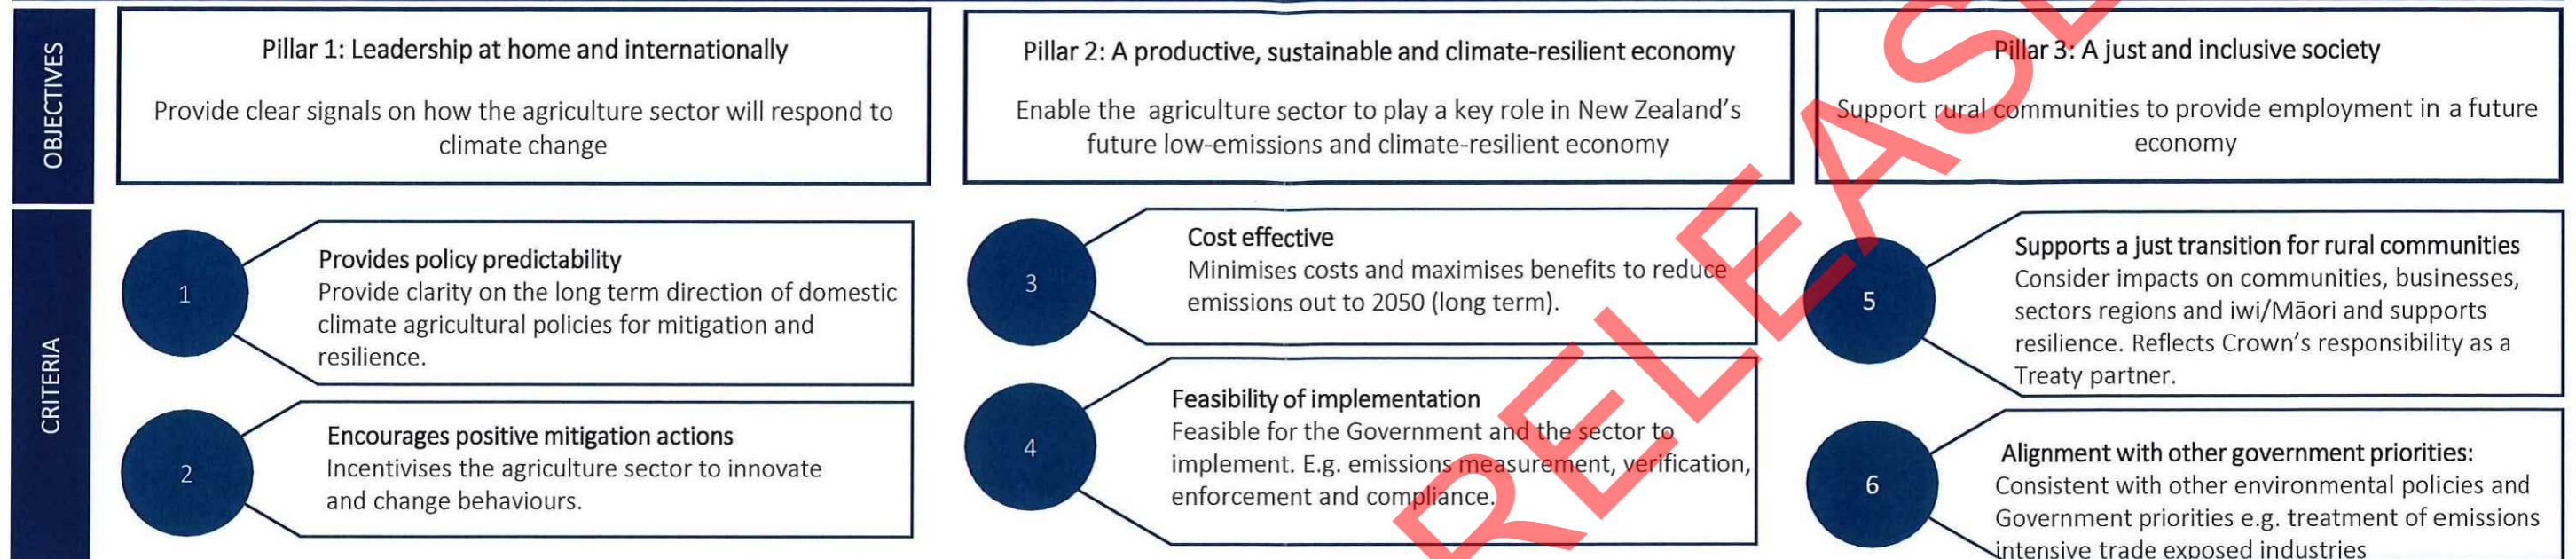 OBJECTIVES
Pillar 1: Leadership at home and internationally
Provide clear signals on how the agriculture sector will respond to
climate change
Pillar 2: A productive, sustainable and climate-resilient economy
Enable the agriculture sector to play a key role in New Zealand's
future low-emissions and climate-resilient economy
Pillar 3: A just and inclusive society
Support rural communities to provide employment in a future
economy
CRITERIA
1
Provides policy predictability
Provide clarity on the long term direction of domestic
climate agricultural policies for mitigation and
resilience.
2
Encourages positive mitigation actions
Incentivises the agriculture sector to innovate
and change behaviours.
3
Cost effective
Minimises costs and maximises benefits to reduce
emissions out to 2050 (long term).
4
Feasibility of implementation
Feasible for the Government and the sector to
implement. E.g. emissions measurement, verification,
enforcement and compliance.
5
Supports a just transition for rural communities
Consider impacts on communities, businesses,
sectors regions and iwi/Māori and supports
resilience. Reflects Crown's responsibility as a
Treaty partner.
6
Alignment with other government priorities:
Consistent with other environmental policies and
Government priorities e.g. treatment of emissions
intensive trade exposed industries